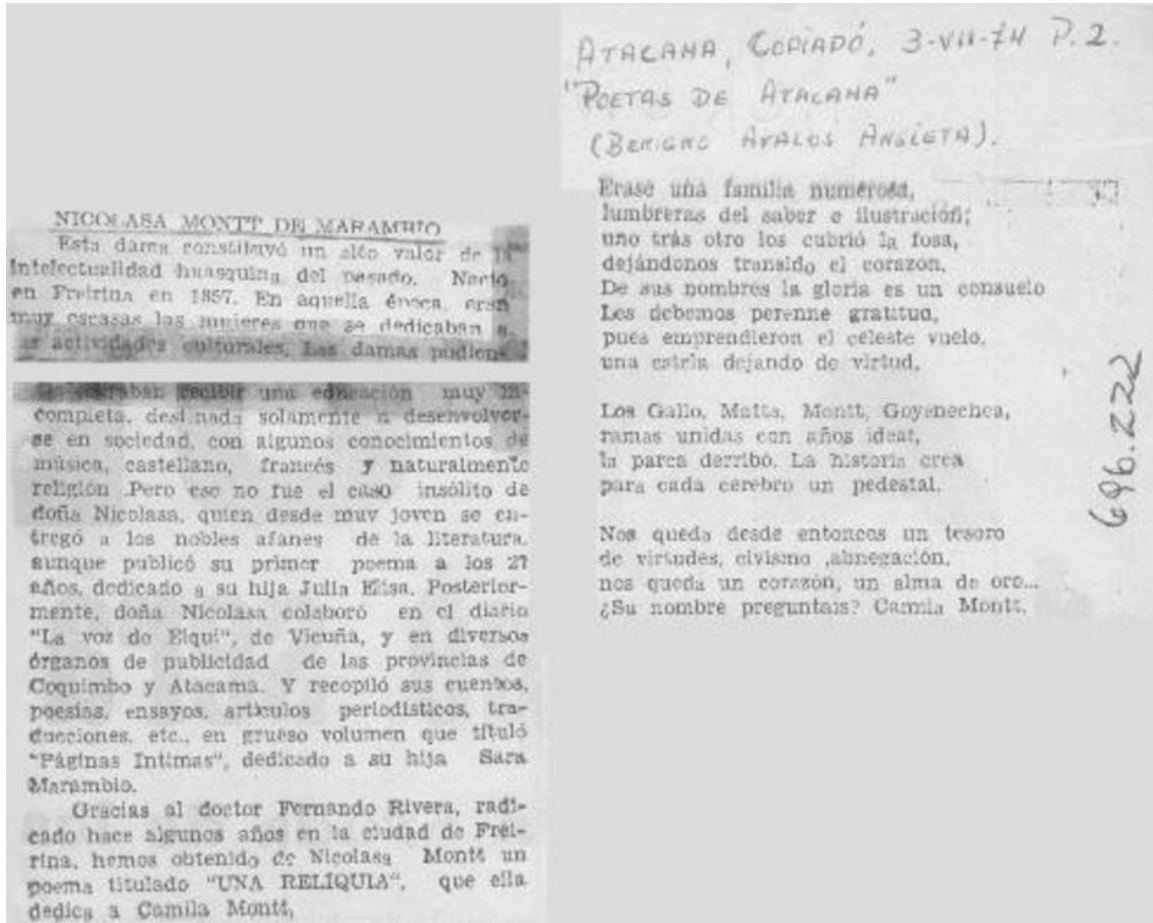 ATACAMA, COPIAPÓ, 3-VII-74 P.2.
"POETAS DE ATACAMA"
(BENIGNO AVALOS ANSIETA).
NICOLASA MONTT DE MARAMBIO
Esta dama constituyó un alto valor de la
intelectualidad huasquina del pasado. Nació
en Freirina en 1857. En aquella época, eran
muy escasas las mujeres que se dedicaban a
las actividades culturales. Las damas pudien-
recibir una educación muy in-
completa, destinada solamente a desenvolver-
se en sociedad, con algunos conocimientos de
música, castellano, francés y naturalmente
religión .Pero ese no fue el caso insólito de
doña Nicolasa, quien desde muy joven se en-
tregó a los nobles afanes de la literatura,
aunque publicó su primer poema a los 27
años, dedicado a su hija Julia Elisa. Posterior-
mente, doña Nicolasa colaboró en el diario
"La voz de Elqui", de Vicuña, y en diversos
órganos de publicidad de las provincias de
Coquimbo y Atacama. Y recopiló sus cuentos,
poesías, ensayos, artículos periodísticos, tra-
ducciones, etc., en grueso volumen que tituló
"Páginas Intimas", dedicado a su hija Sara
Marambio.
Gracias al doctor Fernando Rivera, radi-
cado hace algunos años en la ciudad de Frei-
rina, hemos obtenido de Nicolasa Montt un
poema titulado "UNA RELIQUIA", que ella
dedica a Camila Montt,
Erase una familia numerosa,
lumbreras del saber e ilustración;
uno trás otro los cubrió la fosa,
dejándonos transido el corazón.
De sus nombres la gloria es un consuelo
Les debemos perenne gratitud,
pues emprendieron el celeste vuelo,
una estela dejando de virtud.
Los Gallo, Matta, Montt, Goyenechea,
ramas unidas con años ideat,
la parca derribó. La historia crea
para cada cerebro un pedestal.
Nos queda desde entonces un tesoro
de virtudes, civismo ,abnegación,
nos queda un corazón, un alma de oro...
¿Su nombre preguntais? Camila Montt.
696.222